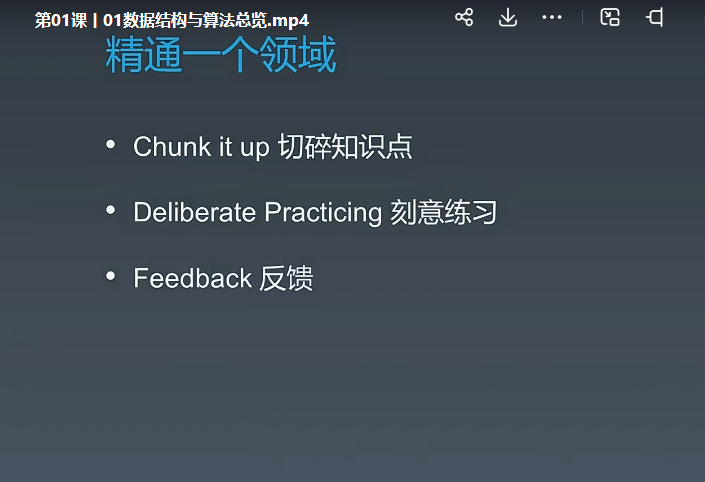 第01课 | 01数据结构与算法总览.mp4
精通一个领域
• Chunk it up 切碎知识点
• Deliberate Practicing 刻意练习
• Feedback 反馈